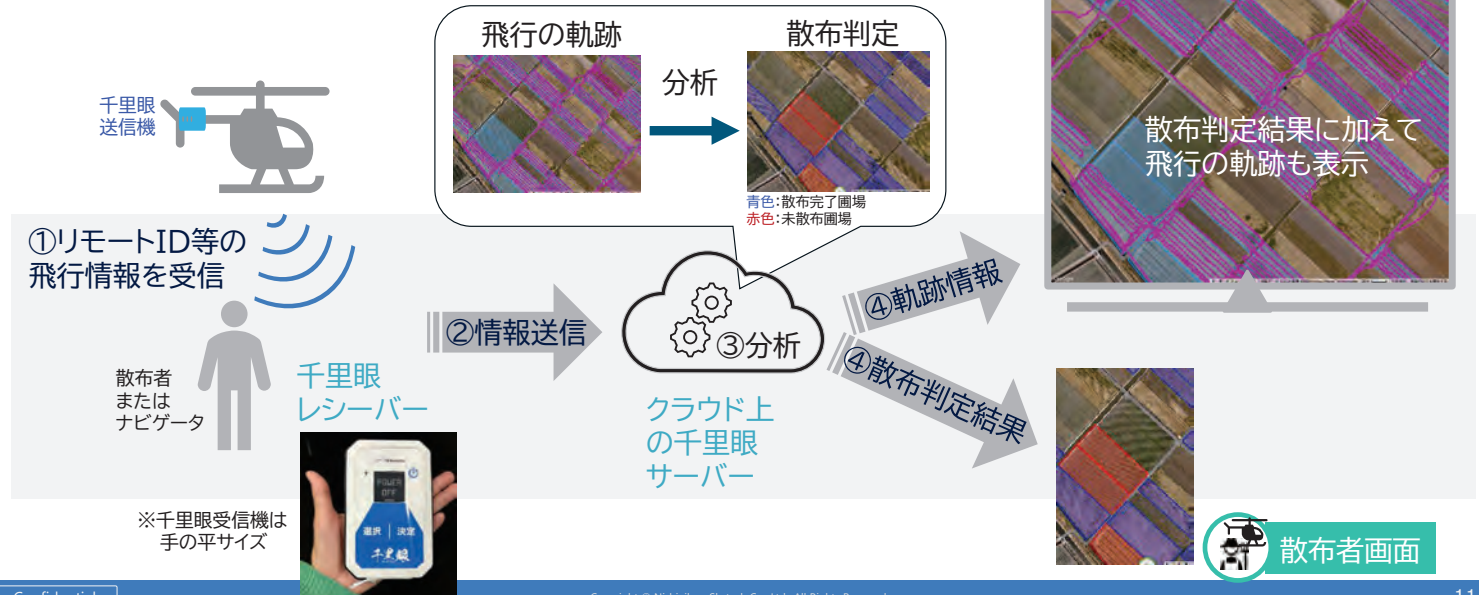 飛行の軌跡
散布判定
分析
千里眼
送信機
青色:散布完了圃場
赤色:未散布圃場
散布判定結果に加えて
飛行の軌跡も表示
①リモートID等の
飛行情報を受信
②情報送信
③分析
④軌跡情報
④散布判定結果
散布者
または
ナビゲータ
千里眼
レシーバー
クラウド上
の千里眼
サーバー
POWER
OFF
選択 決定
千里眼
※千里眼受信機は
手の平サイズ
散布者画面
11